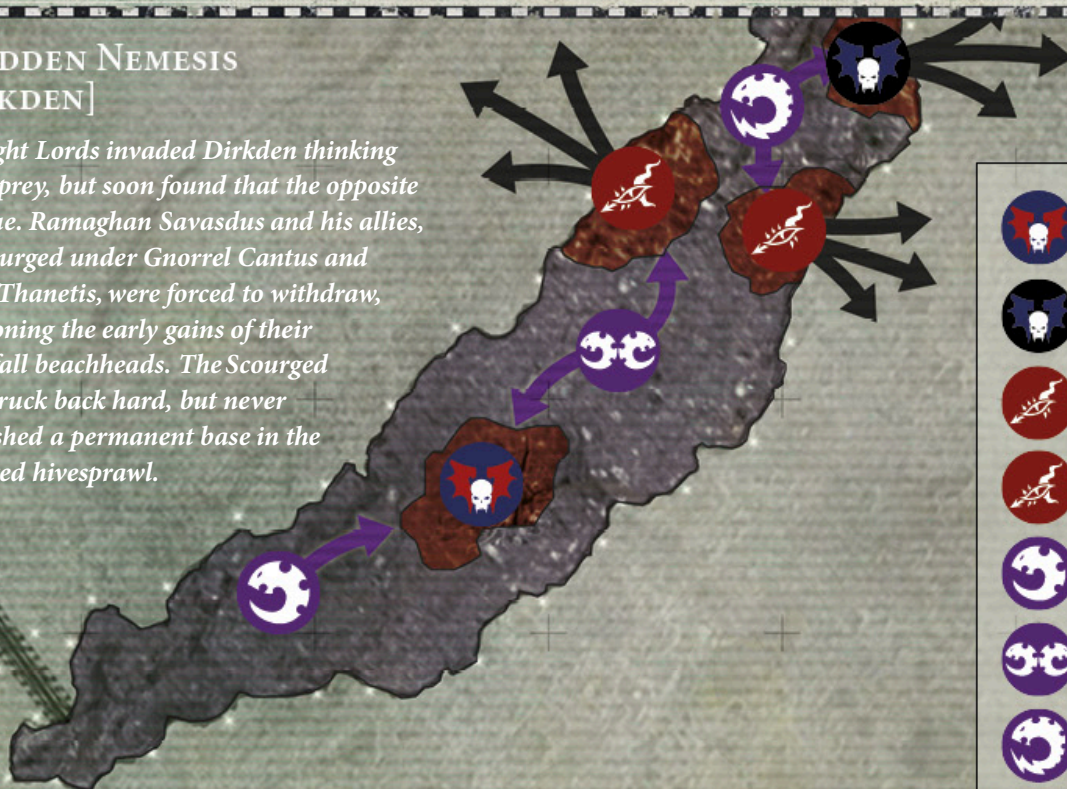 DDEN NEMESIS
KDEN]
ght Lords invaded Dirkden thinking
prey, but soon found that the opposite
ue. Ramaghan Savasdus and his allies,
urged under Gnorrel Cantus and
Thanetis, were forced to withdraw,
oning the early gains of their
fall beachheads. The Scourged
ruck back hard, but never
shed a permanent base in the
ed hivesprawl.